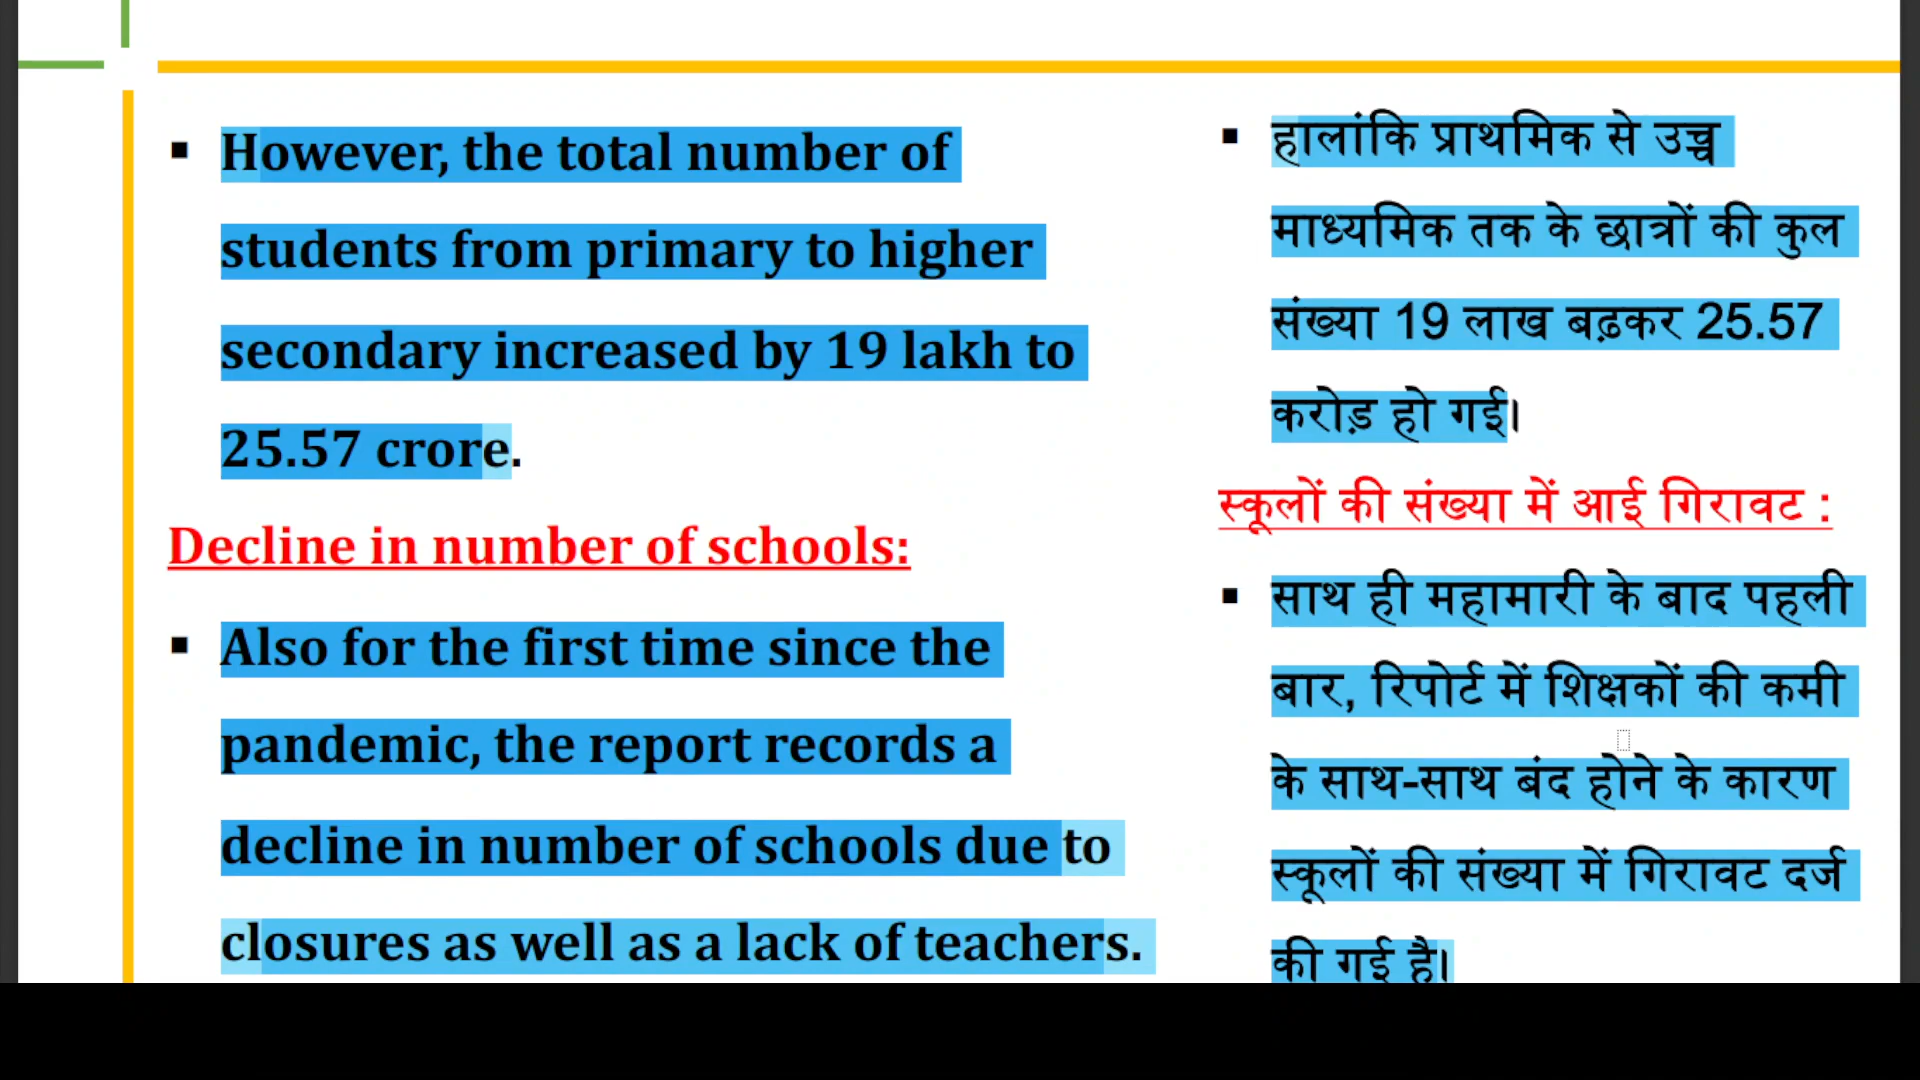 However, the total number of
students from primary to higher
secondary increased by 19 lakh to
25.57 crore.
Decline in number of schools:
Also for the first time since the
pandemic, the report records a
decline in number of schools due to
closures as well as a lack of teachers.
हालांकि प्राथमिक से उच्च
माध्यमिक तक के छात्रों की कुल
संख्या 19 लाख बढ़कर 25.57
करोड़ हो गई।
स्कूलों की संख्या में आई गिरावट :
साथ ही महामारी के बाद पहली
बार, रिपोर्ट में शिक्षकों की कमी
के साथ-साथ बंद होने के कारण
स्कूलों की संख्या में गिरावट दर्ज
की गई है।